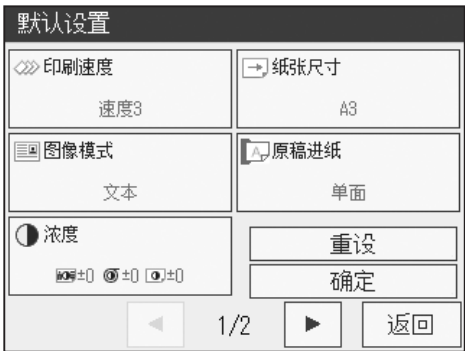 默认设置
印刷速度
速度3
纸张尺寸
A3
图像模式
文本
原稿进纸
单面
浓度
±0 ±0 ±0
重设
确定
1/2
返回